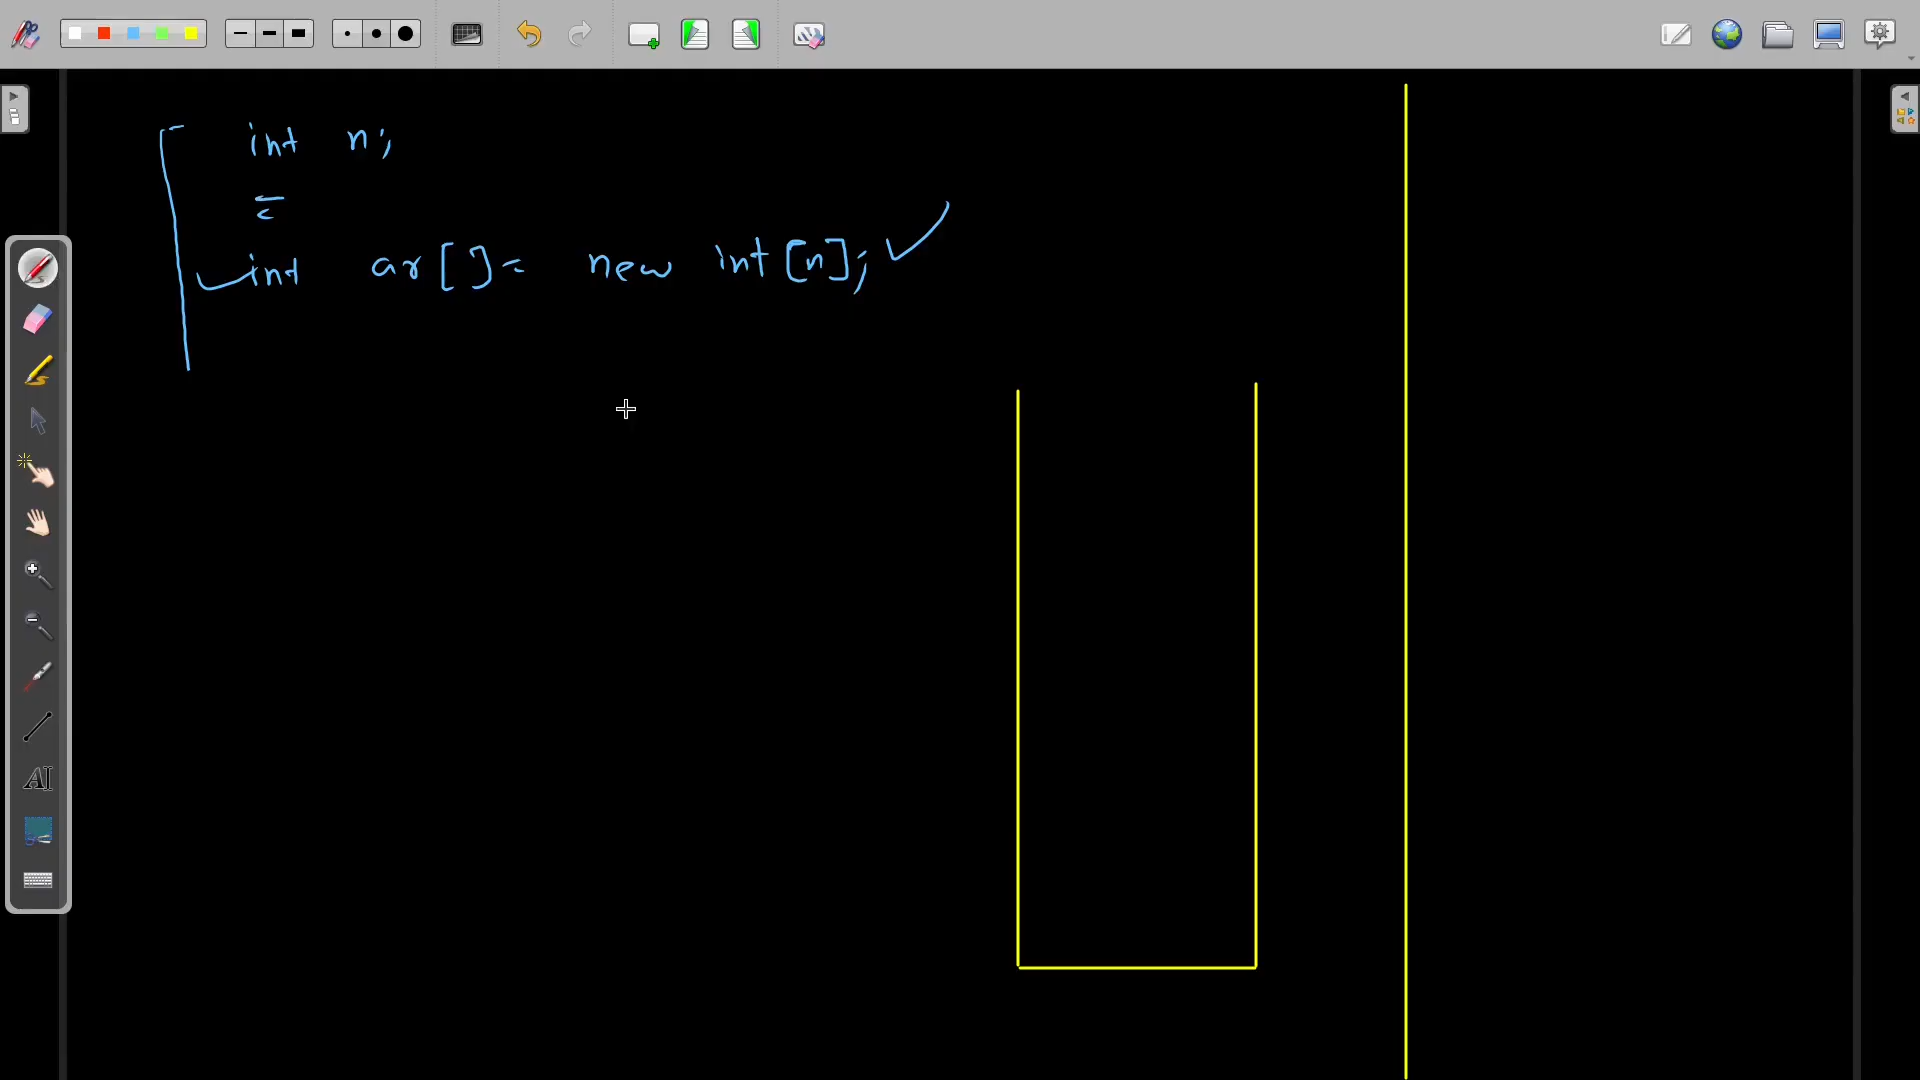 int n;
int ar[]= new int[n];